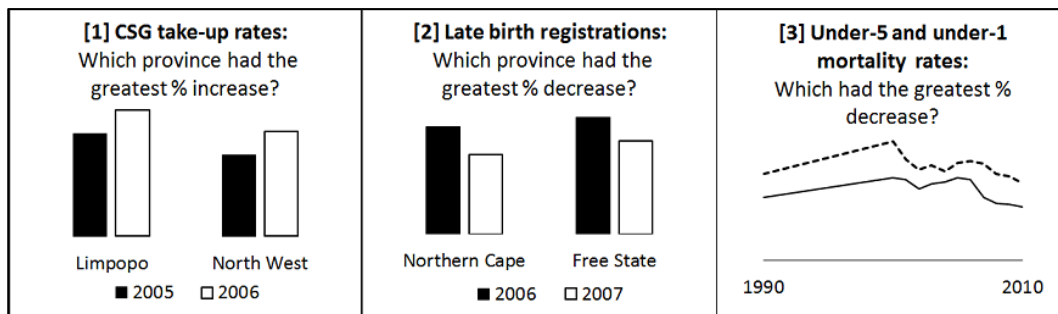 [1] CSG take-up rates:
Which province had the
greatest % increase?
Limpopo North West
2005 2006
[2] Late birth registrations:
Which province had the
greatest % decrease?
Northern Cape Free State
2006 2007
[3] Under-5 and under-1
mortality rates:
Which had the greatest %
decrease?
1990 2010